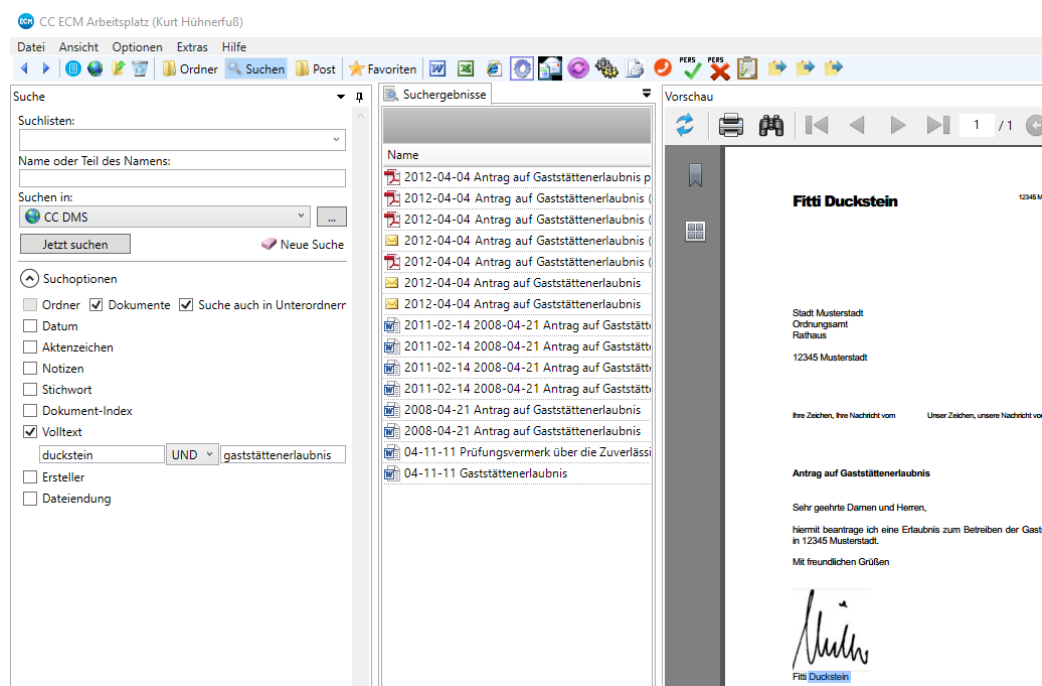 ECM CC ECM Arbeitsplatz (Kurt Hühnerfuß)
Datei Ansicht Optionen Extras Hilfe
Ordner Suchen Post Favoriten PERS PERS
Suche
Suchlisten:
Name oder Teil des Namens:
Suchen in:
CC DMS ...
Jetzt suchen Neue Suche
Suchoptionen
Ordner Dokumente Suche auch in Unterordnern
Datum
Aktenzeichen
Notizen
Stichwort
Dokument-Index
Volltext
duckstein UND gaststättenerlaubnis
Ersteller
Dateiendung
Suchergebnisse
Name
2012-04-04 Antrag auf Gaststättenerlaubnis p
2012-04-04 Antrag auf Gaststättenerlaubnis (
2012-04-04 Antrag auf Gaststättenerlaubnis (
2012-04-04 Antrag auf Gaststättenerlaubnis (
2012-04-04 Antrag auf Gaststättenerlaubnis (
2012-04-04 Antrag auf Gaststättenerlaubnis
2012-04-04 Antrag auf Gaststättenerlaubnis
2011-02-14 2008-04-21 Antrag auf Gaststätte
2011-02-14 2008-04-21 Antrag auf Gaststätte
2011-02-14 2008-04-21 Antrag auf Gaststätte
2011-02-14 2008-04-21 Antrag auf Gaststätte
2008-04-21 Antrag auf Gaststättenerlaubnis
2008-04-21 Antrag auf Gaststättenerlaubnis
04-11-11 Prüfungsvermerk über die Zuverlässi
04-11-11 Gaststättenerlaubnis
Vorschau
1 / 1
Fitti Duckstein 12345 M
Stadt Musterstadt
Ordnungsamt
Rathaus
12345 Musterstadt
Ihre Zeichen, Ihre Nachricht vom Unser Zeichen, unsere Nachricht vo
Antrag auf Gaststättenerlaubnis
Sehr geehrte Damen und Herren,
hiermit beantrage ich eine Erlaubnis zum Betreiben der Gast
in 12345 Musterstadt.
Mit freundlichen Grüßen
Fitti Duckstein